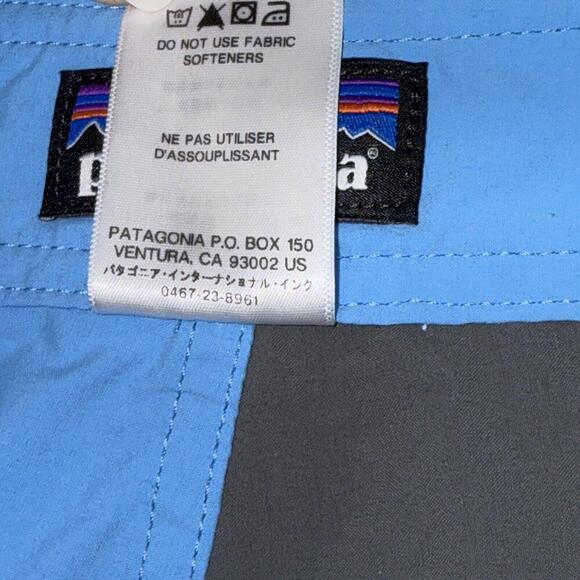 DO NOT USE FABRIC
SOFTENERS
NE PAS UTILISER
D'ASSOUPLISSANT
p a®
PATAGONIA P.O. BOX 150
VENTURA, CA 93002 US
パタゴニア・インターナショナル・インク
0467-23-8961